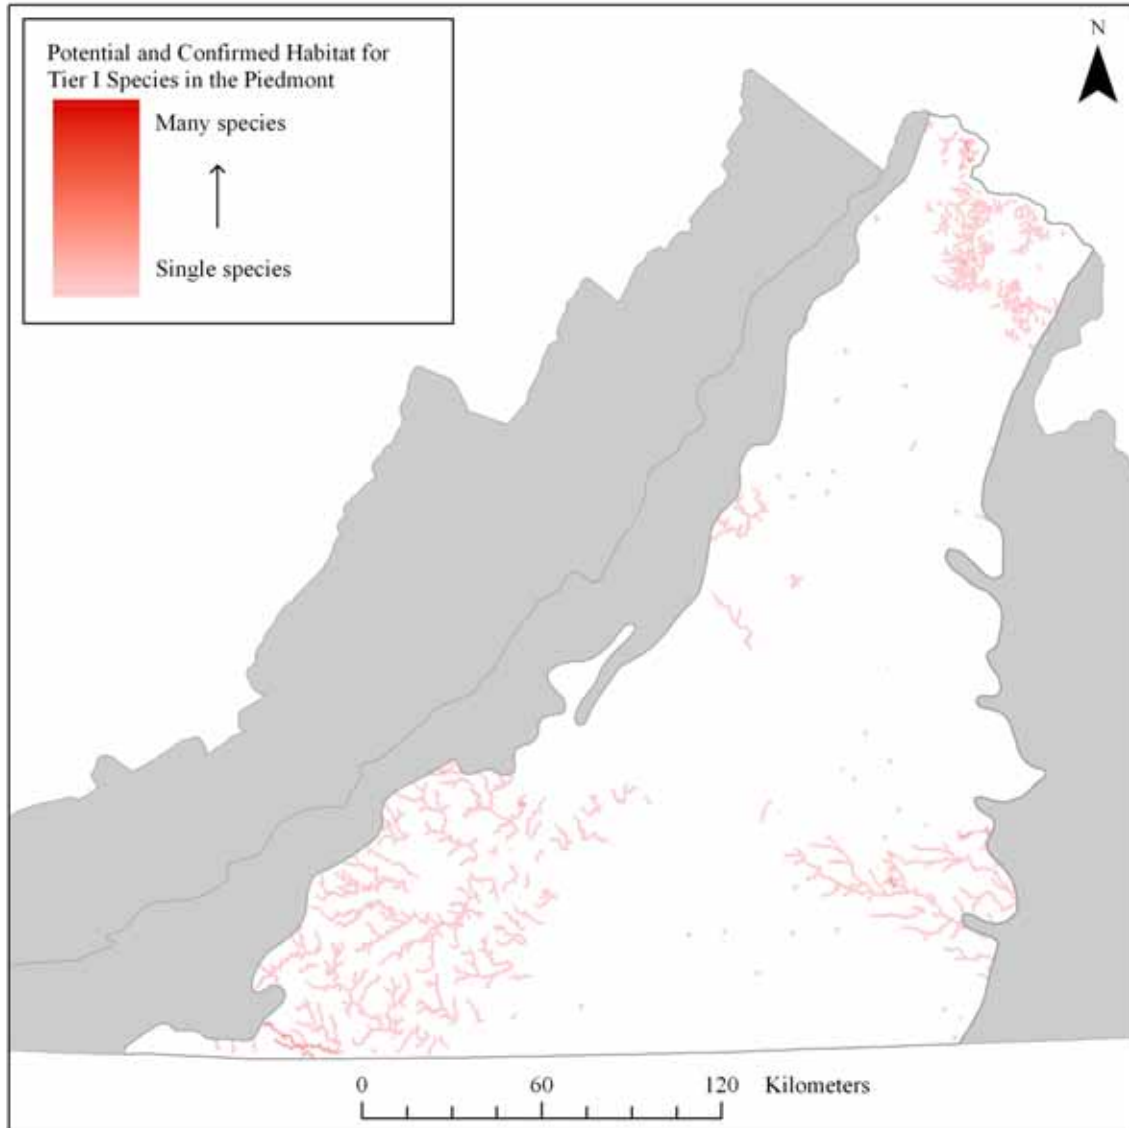 Potential and Confirmed Habitat for
Tier I Species in the Piedmont
Many species
Single species
N
0 60 120 Kilometers